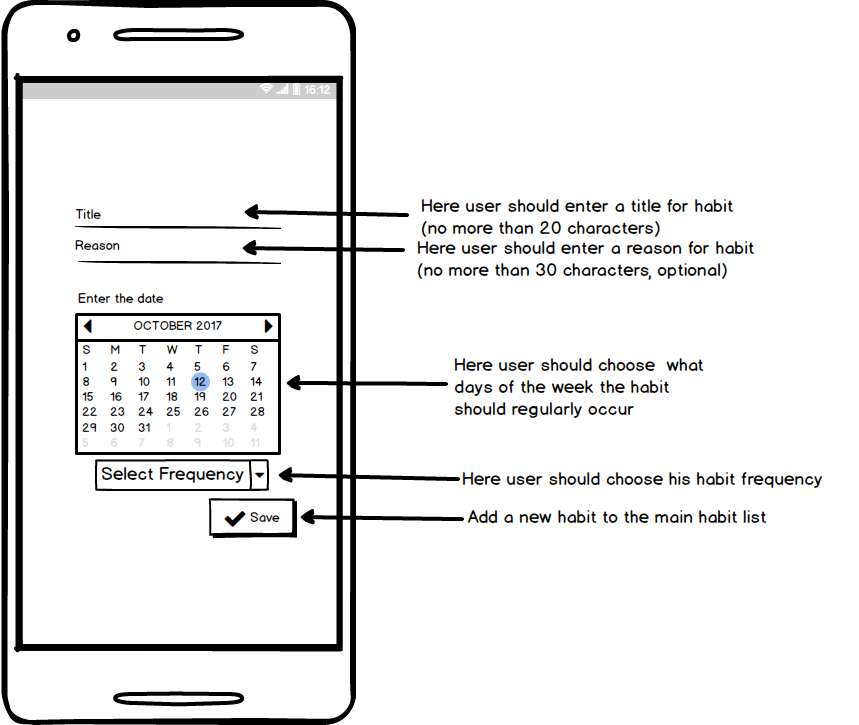 16:12
Title
Here user should enter a title for habit
(no more than 20 characters)
Reason
Here user should enter a reason for habit
(no more than 30 characters, optional)
Enter the date
OCTOBER 2017
S M T W T F S
1 2 3 4 5 6 7
8 9 10 11 12 13 14
15 16 17 18 19 20 21
22 23 24 25 26 27 28
29 30 31 1 2 3 4
5 6 7 8 9 10 11
Here user should choose what
days of the week the habit
should regularly occur
Select Frequency
Here user should choose his habit frequency
Save
Add a new habit to the main habit list